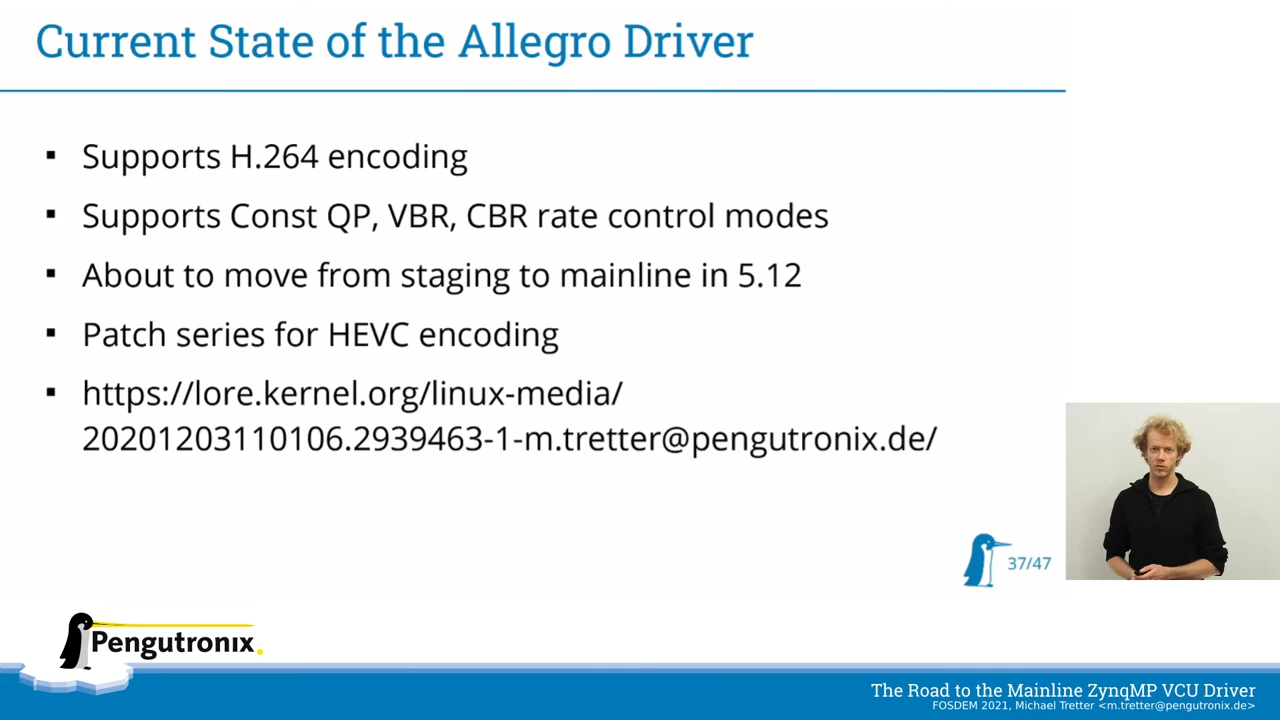 Current State of the Allegro Driver
▪ Supports H.264 encoding
▪ Supports Const QP, VBR, CBR rate control modes
▪ About to move from staging to mainline in 5.12
▪ Patch series for HEVC encoding
▪ https://lore.kernel.org/linux-media/
20201203110106.2939463-1-m.tretter@pengutronix.de/
37/47
Pengutronix
The Road to the Mainline ZynqMP VCU Driver
FOSDEM 2021, Michael Tretter <m.tretter@pengutronix.de>